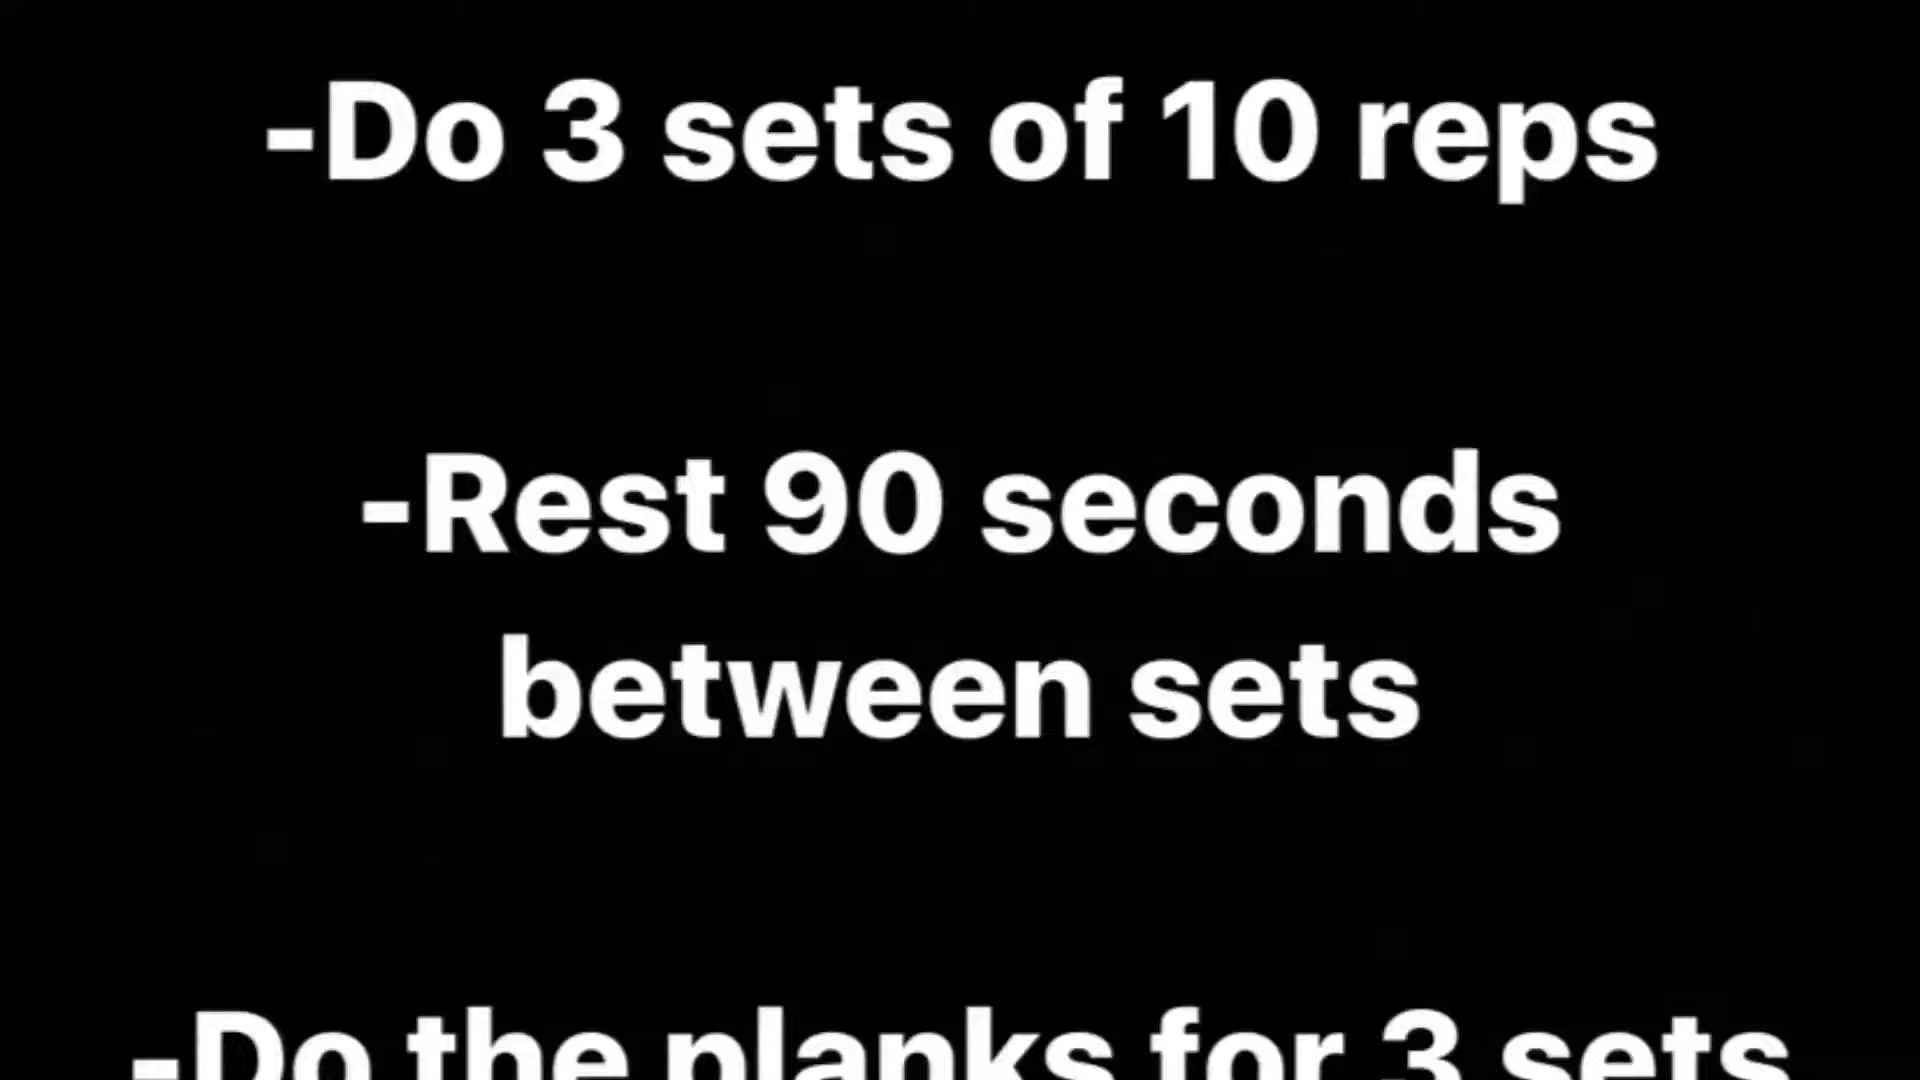 -Do 3 sets of 10 reps
-Rest 90 seconds
between sets
-Do the planks for 3 sets